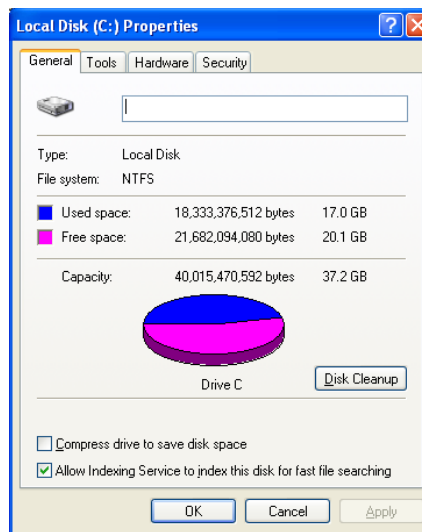 Local Disk (C:) Properties
General Tools Hardware Security
Type: Local Disk
File system: NTFS
Used space: 18,333,376,512 bytes 17.0 GB
Free space: 21,682,094,080 bytes 20.1 GB
Capacity: 40,015,470,592 bytes 37.2 GB
Drive C
Disk Cleanup
Compress drive to save disk space
Allow Indexing Service to index this disk for fast file searching
OK Cancel Apply